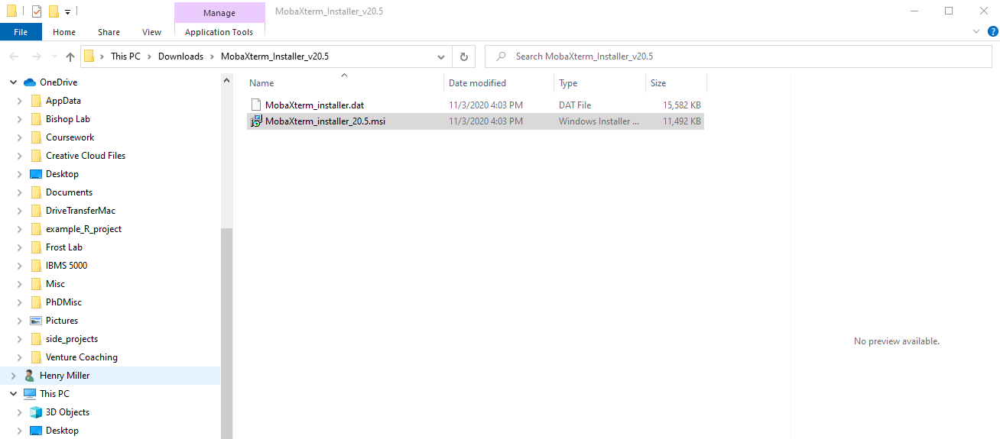 Manage
MobaXterm_Installer_v20.5
File
Home
Share
View
Application Tools
?
This PC > Downloads > MobaXterm_Installer_v20.5
Search MobaXterm_Installer_v20.5
OneDrive
AppData
Bishop Lab
Coursework
Creative Cloud Files
Desktop
Documents
DriveTransferMac
example_R_project
Frost Lab
IBMS 5000
Misc
PhDMisc
Pictures
side_projects
Venture Coaching
Henry Miller
This PC
3D Objects
Desktop
Name Date modified Type Size
MobaXterm_installer.dat 11/3/2020 4:03 PM DAT File 15,582 KB
MobaXterm_installer_20.5.msi 11/3/2020 4:03 PM Windows Installer ... 11,492 KB
No preview available.